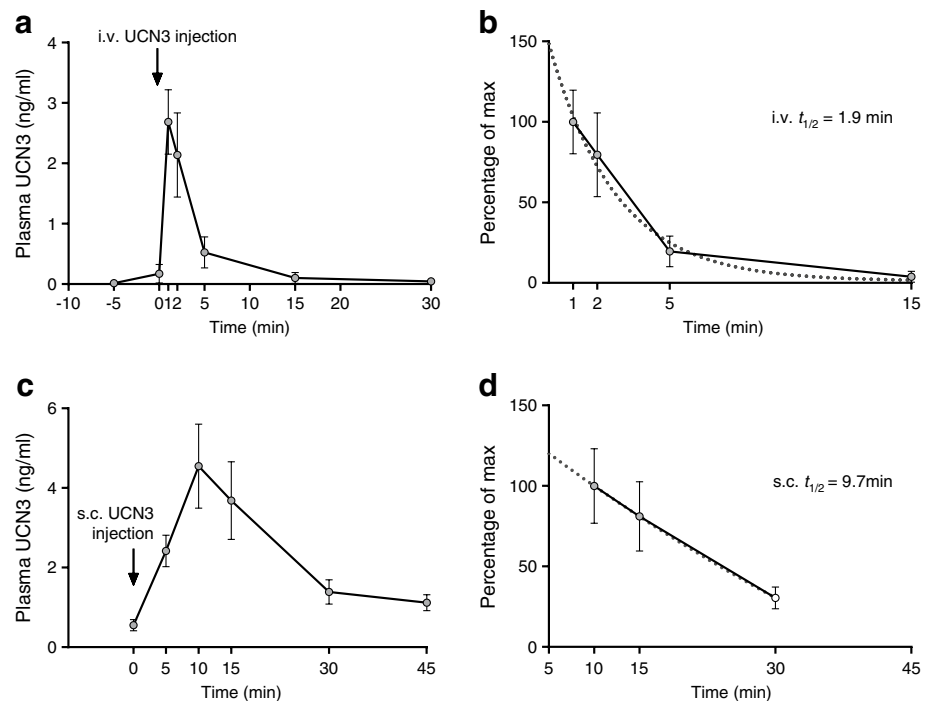 a
i.v. UCN3 injection
Plasma UCN3 (ng/ml)
4
3
2
1
0
-10 -5 0 1 2 5 10 15 20 30
Time (min)
b
i.v. t1/2 = 1.9 min
Percentage of max
150
100
50
0
1 2 5 15
Time (min)
c
s.c. UCN3
injection
Plasma UCN3 (ng/ml)
6
4
2
0
0 5 10 15 30 45
Time (min)
d
s.c. t1/2 = 9.7min
Percentage of max
150
100
50
0
5 10 15 30 45
Time (min)